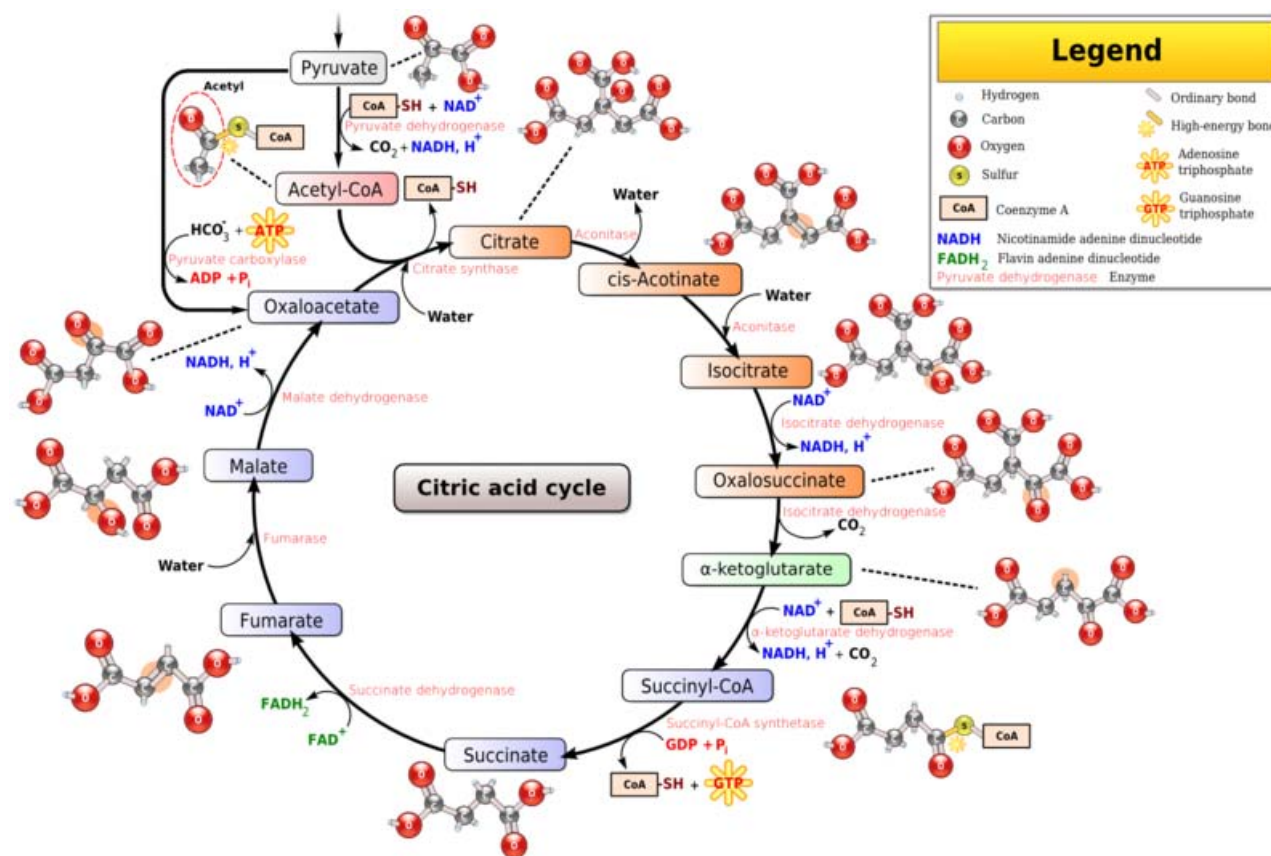 Pyruvate
Acetyl
CoA-SH + NAD+
Pyruvate dehydrogenase
CO2 + NADH, H+
S
CoA
Acetyl-CoA
CoA-SH
HCO3- + ATP
Pyruvate carboxylase
ADP + Pi
Oxaloacetate
Citrate synthase
Water
Citrate
Aconitase
Water
cis-Acotinate
Water
Aconitase
Isocitrate
NAD+
Isocitrate dehydrogenase
NADH, H+
Oxalosuccinate
Isocitrate dehydrogenase
CO2
α-ketoglutarate
NAD+ + CoA-SH
α-ketoglutarate dehydrogenase
NADH, H+ + CO2
Succinyl-CoA
Succinyl-CoA synthetase
GDP + Pi
CoA-SH + GTP
S
CoA
Succinate
Succinate dehydrogenase
FADH2
FAD+
Fumarate
Fumarase
Water
Malate
Malate dehydrogenase
NADH, H+
NAD+
Citric acid cycle
Legend
Hydrogen
C Carbon
O Oxygen
S Sulfur
CoA Coenzyme A
Ordinary bond
High-energy bond
ATP Adenosine
triphosphate
GTP Guanosine
triphosphate
NADH Nicotinamide adenine dinucleotide
FADH2 Flavin adenine dinucleotide
Pyruvate dehydrogenase Enzyme